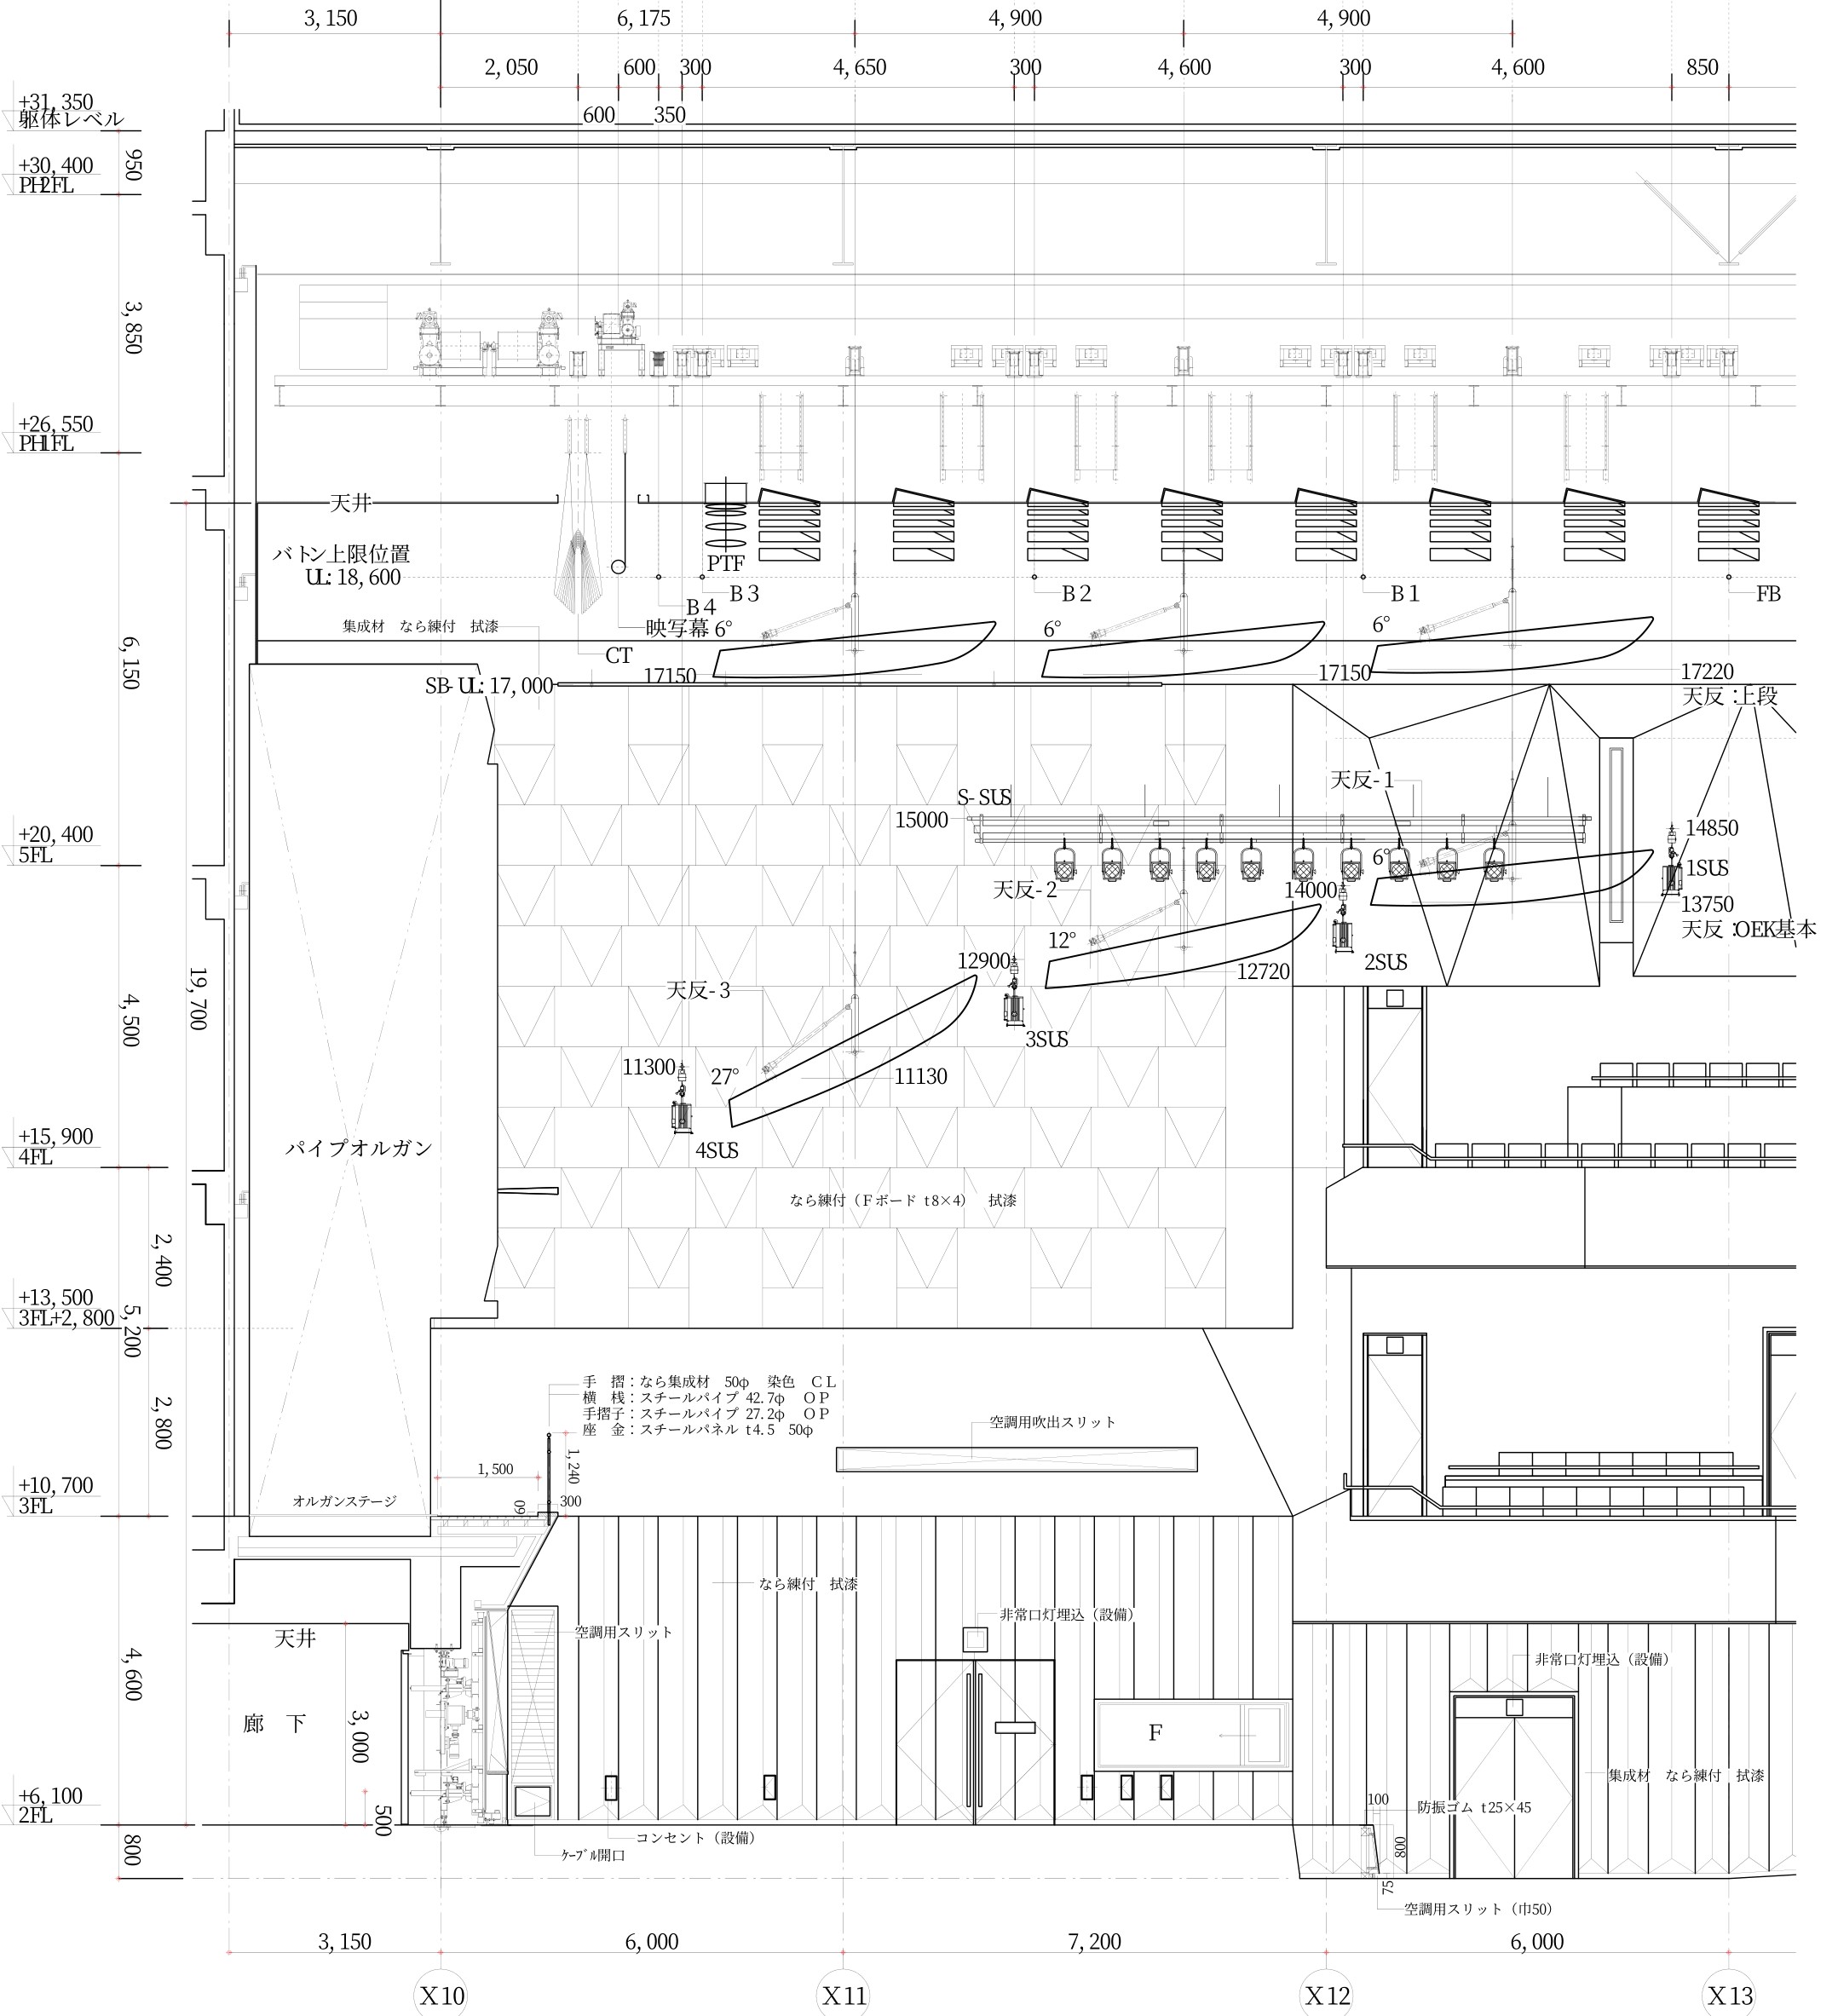 3,150
6,175
4,900
4,900
2,050
600
300
4,650
300
4,600
300
4,600
850
600
350
+31,350
躯体レベル
950
+30,400
PH2FL
3,850
+26,550
PH1FL
天井
バトン上限位置
UL:18,600
PTF
B3
B4
B2
B1
FB
映写幕
6°
6°
6°
集成材　なら練付　拭漆
CT
6,150
17150
17150
17220
SB-UL:17,000
天反:上段
天反-1
S-SUS
15000
14850
+20,400
5FL
6°
1SUS
天反-2
14000
13750
天反:OEK基本
12°
12900
2SUS
12720
天反-3
19,700
4,500
3SUS
11300
27°
11130
4SUS
+15,900
4FL
パイプオルガン
なら練付（Fボード t8×4）　拭漆
2,400
+13,500
3FL+2,800
5,200
2,800
手　摺：なら集成材　50φ　染色　CL
横　桟：スチールパイプ 42.7φ　OP
手摺子：スチールパイプ 27.2φ　OP
座　金：スチールパネル t4.5　50φ
空調用吹出スリット
1,500
1,240
+10,700
3FL
オルガンステージ
60
300
なら練付　拭漆
非常口灯埋込（設備）
天井
空調用スリット
4,600
非常口灯埋込（設備）
廊　下
3,000
F
集成材　なら練付　拭漆
+6,100
2FL
500
100
防振ゴム t25×45
800
コンセント（設備）
ｹｰﾌﾞﾙ開口
800
75
空調用スリット（巾50）
3,150
6,000
7,200
6,000
X10
X11
X12
X13